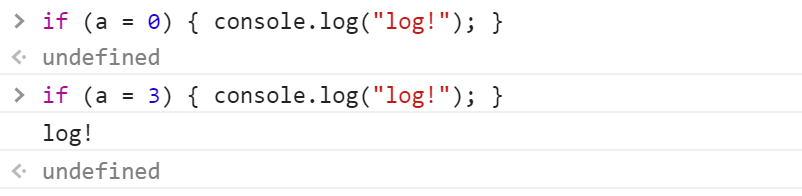 > if (a = 0) { console.log("log!"); }
undefined
> if (a = 3) { console.log("log!"); }
log!
undefined